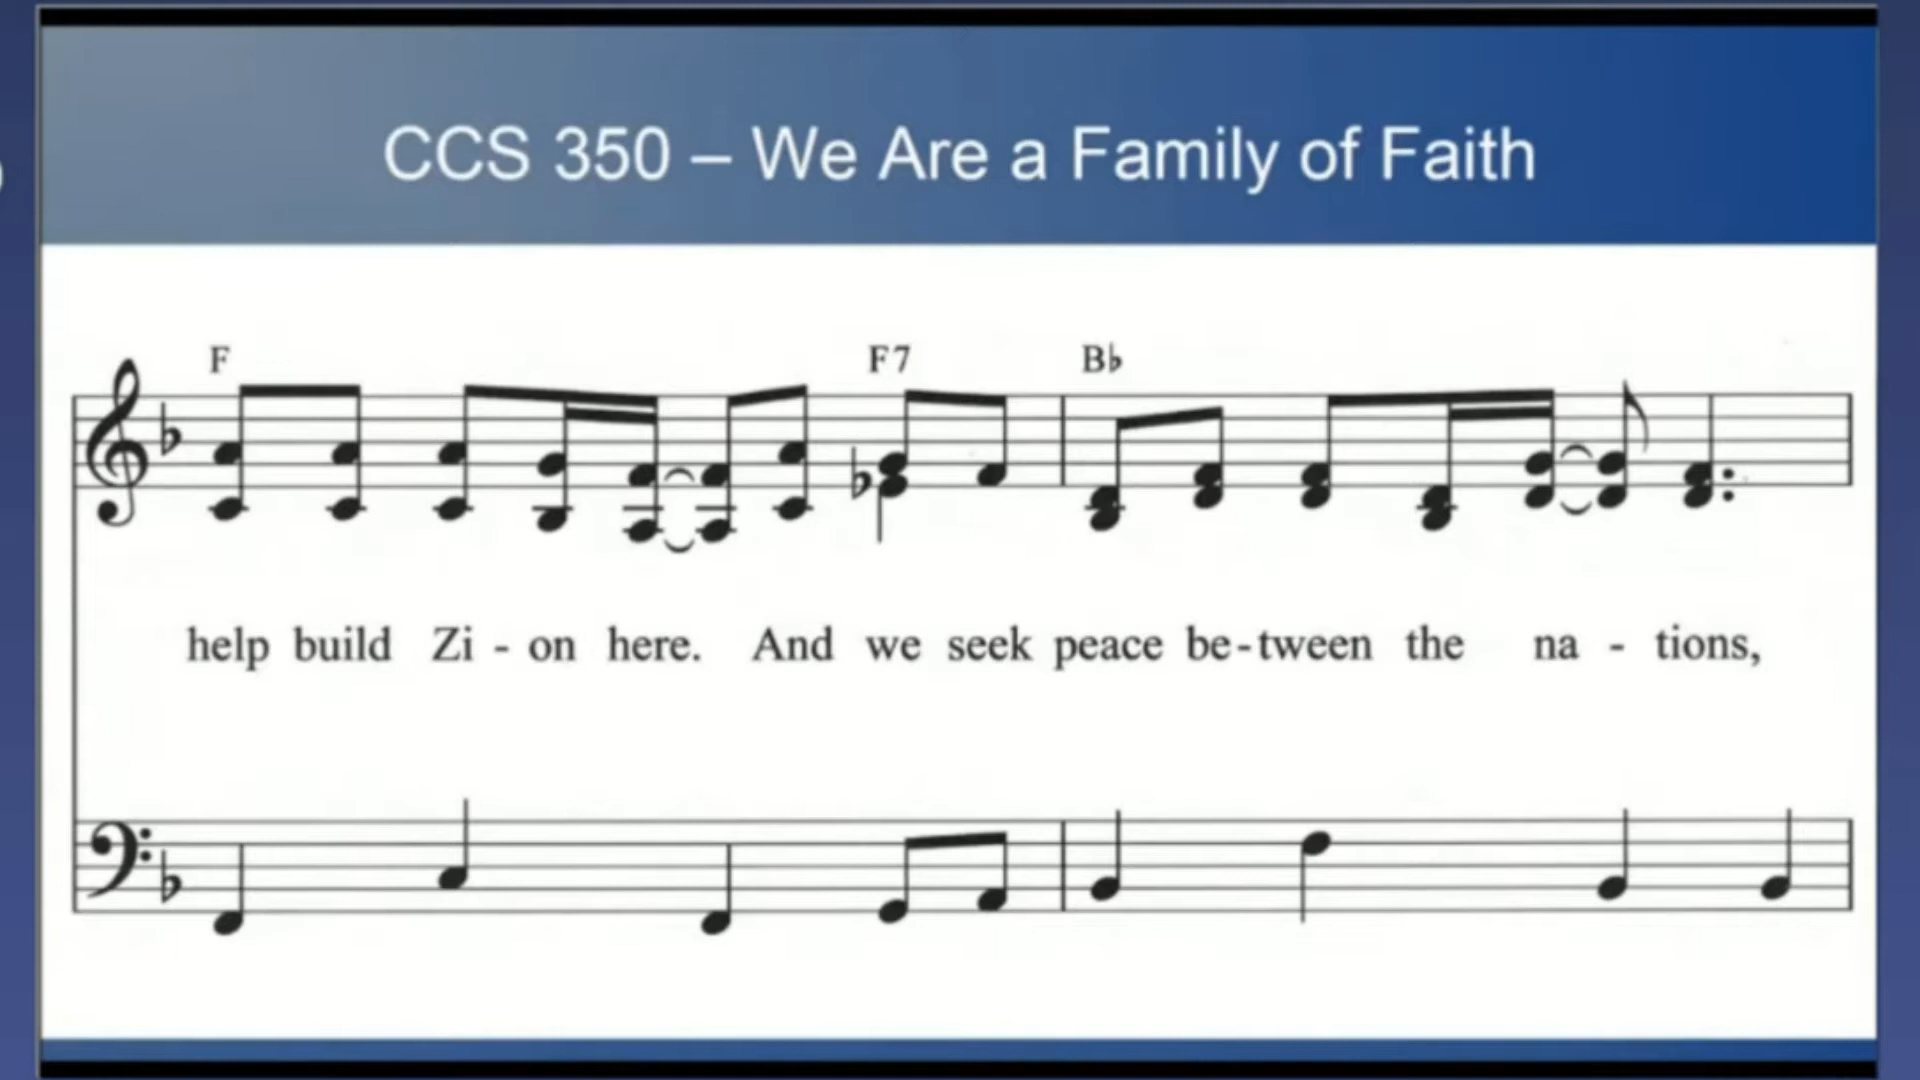 CCS 350 – We Are a Family of Faith
F F7 B♭
help build Zi - on here. And we seek peace be - tween the na - tions,